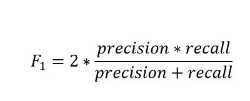 F₁ = 2 * precision * recall / precision + recall